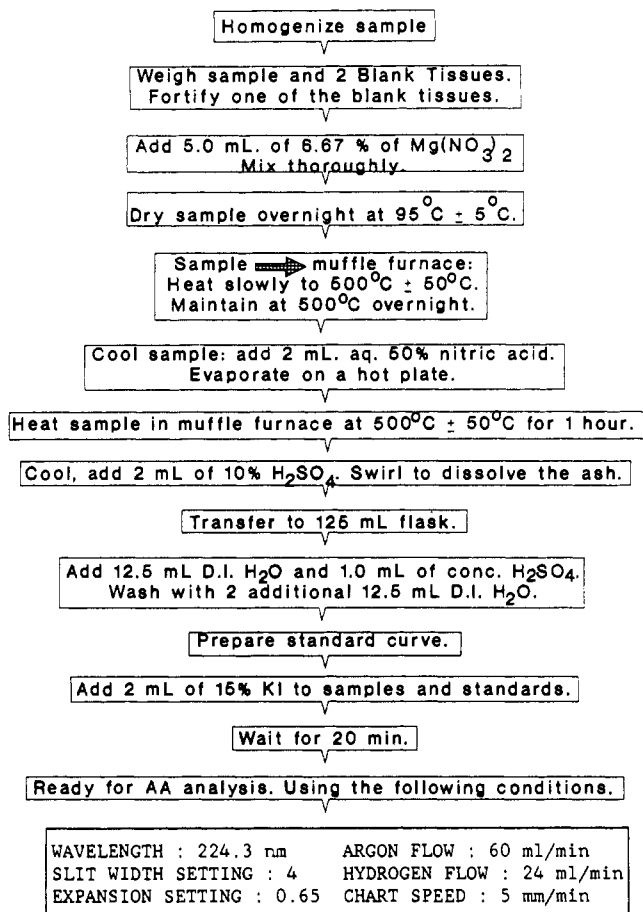 Homogenize sample
Weigh sample and 2 Blank Tissues.
Fortify one of the blank tissues.
Add 5.0 mL. of 6.67 % of Mg(NO3)2
Mix thoroughly.
Dry sample overnight at 95°C ± 5°C.
Sample muffle furnace:
Heat slowly to 500°C ± 50°C.
Maintain at 500°C overnight.
Cool sample: add 2 mL. aq. 50% nitric acid.
Evaporate on a hot plate.
Heat sample in muffle furnace at 500°C ± 50°C for 1 hour.
Cool, add 2 mL of 10% H2SO4. Swirl to dissolve the ash.
Transfer to 125 mL flask.
Add 12.5 mL D.I. H2O and 1.0 mL of conc. H2SO4.
Wash with 2 additional 12.5 mL D.I. H2O.
Prepare standard curve.
Add 2 mL of 15% KI to samples and standards.
Wait for 20 min.
Ready for AA analysis. Using the following conditions.
WAVELENGTH : 224.3 nm ARGON FLOW : 60 ml/min
SLIT WIDTH SETTING : 4 HYDROGEN FLOW : 24 ml/min
EXPANSION SETTING : 0.65 CHART SPEED : 5 mm/min